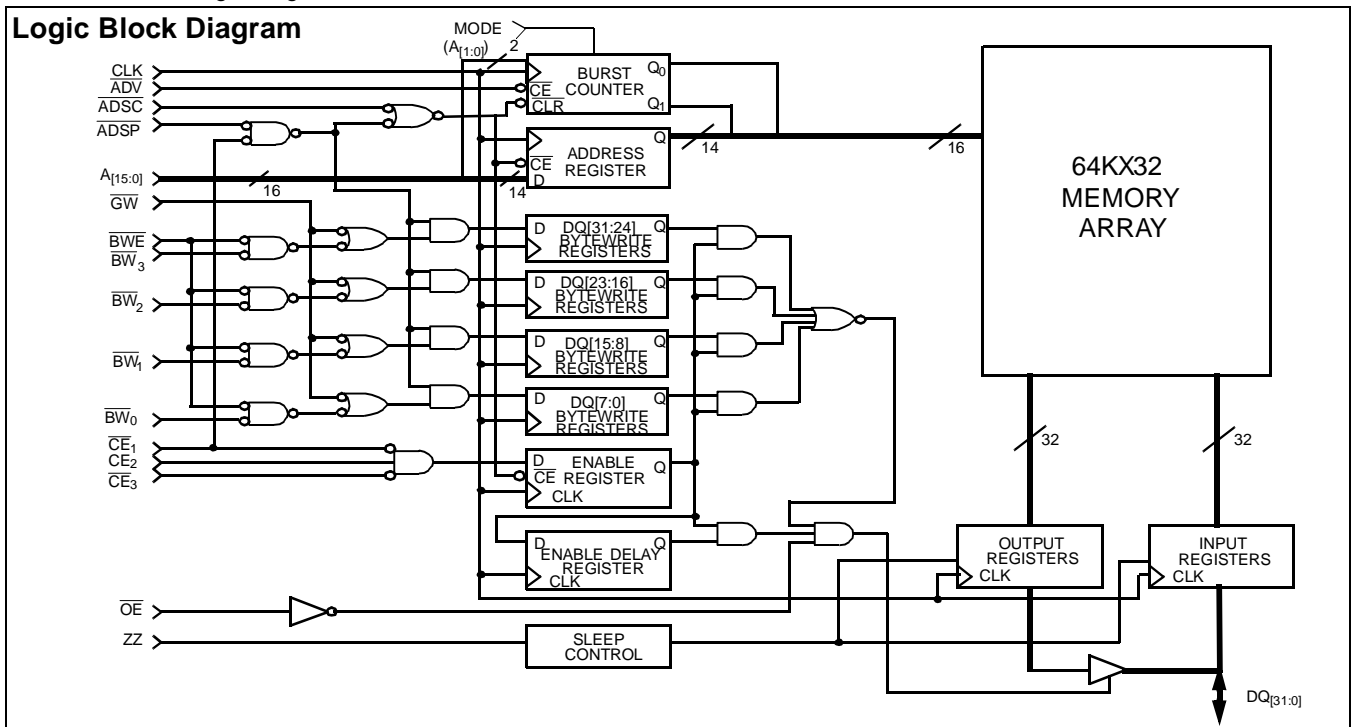 Logic Block Diagram
MODE
(A[1:0])
2
CLK
ADV
ADSC
ADSP
A[15:0]
16
GW
BWE
BW3
BW2
BW1
BW0
CE1
CE2
CE3
OE
ZZ
BURST
COUNTER
CE
CLR
Q0
Q1
ADDRESS
REGISTER
CE
D
Q
14
14
16
64KX32
MEMORY
ARRAY
D DQ[31:24] Q
BYTEWRITE
REGISTERS
D DQ[23:16] Q
BYTEWRITE
REGISTERS
D DQ[15:8] Q
BYTEWRITE
REGISTERS
D DQ[7:0] Q
BYTEWRITE
REGISTERS
D ENABLE Q
CE REGISTER
CLK
D ENABLE DELAY Q
REGISTER
CLK
SLEEP
CONTROL
32
32
OUTPUT
REGISTERS
CLK
INPUT
REGISTERS
CLK
DQ[31:0]